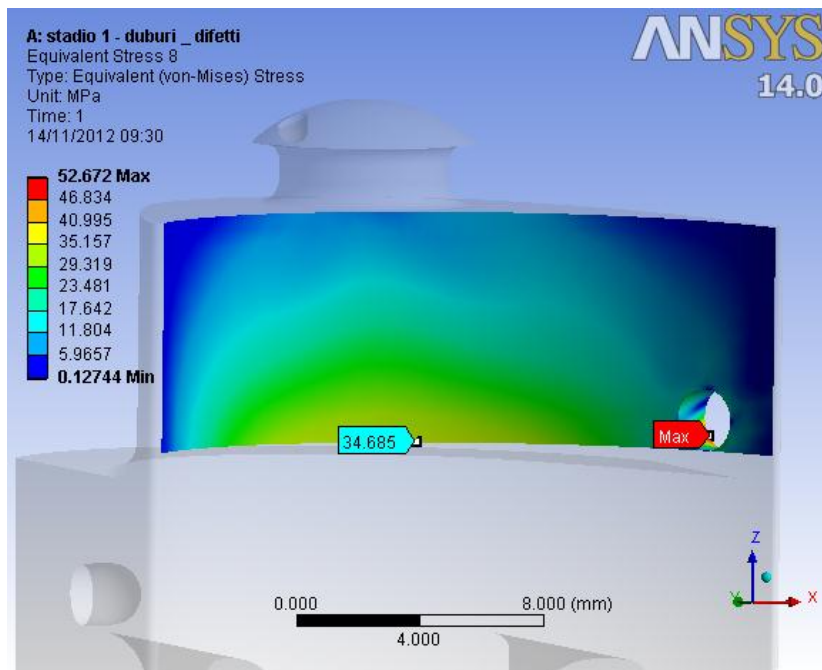 A: stadio 1 - duburi _ difetti
Equivalent Stress 8
Type: Equivalent (von-Mises) Stress
Unit: MPa
Time: 1
14/11/2012 09:30
ANSYS
14.0
52.672 Max
46.834
40.995
35.157
29.319
23.481
17.642
11.804
5.9657
0.12744 Min
34.685
Max
Z
Y
X
0.000
8.000 (mm)
4.000